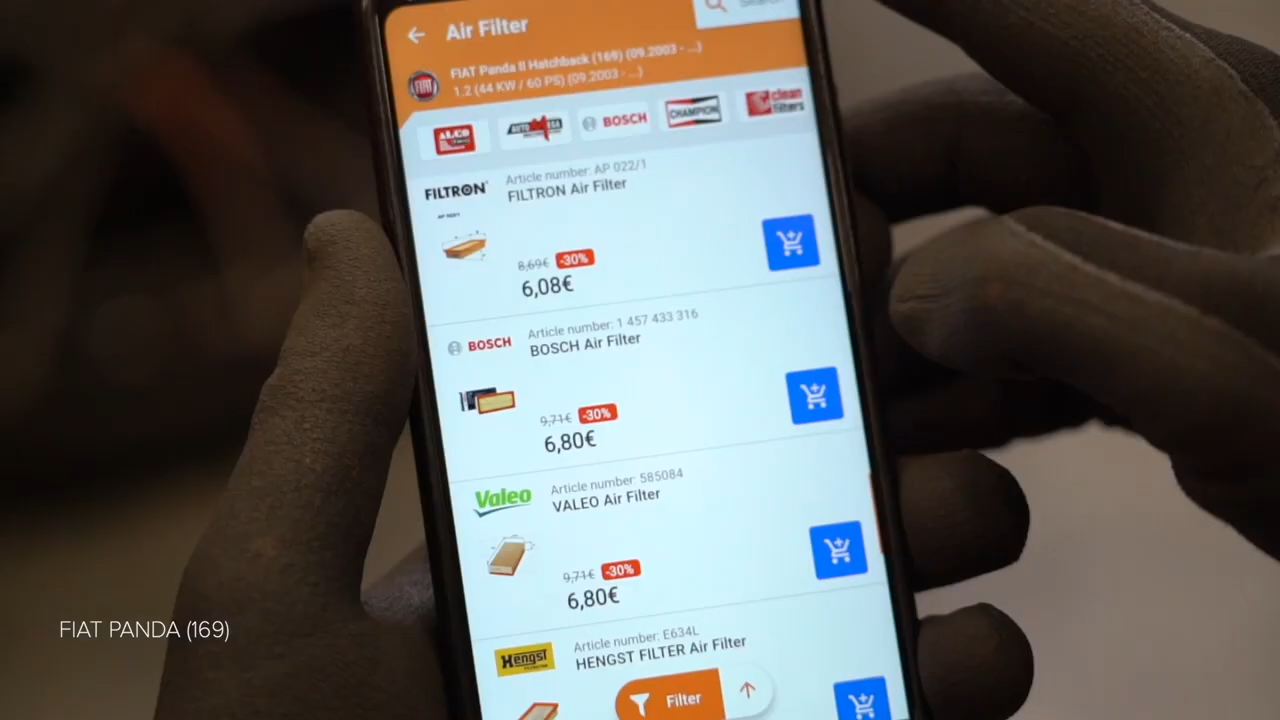 Air Filter
FIAT Panda II Hatchback (169) (09.2003 - ...)
1.2 (44 KW / 60 PS) (09.2003 - ...)
FIAT
ALCO
BOSCH
CHAMPION
clean
Filters
FILTRON
Article number: AP 022/1
FILTRON Air Filter
8,69€ -30%
6,08€
BOSCH
Article number: 1 457 433 316
BOSCH Air Filter
9,71€ -30%
6,80€
Valeo
Article number: 585084
VALEO Air Filter
9,71€ -30%
6,80€
Hengst
Article number: E634L
HENGST FILTER Air Filter
Filter
FIAT PANDA (169)